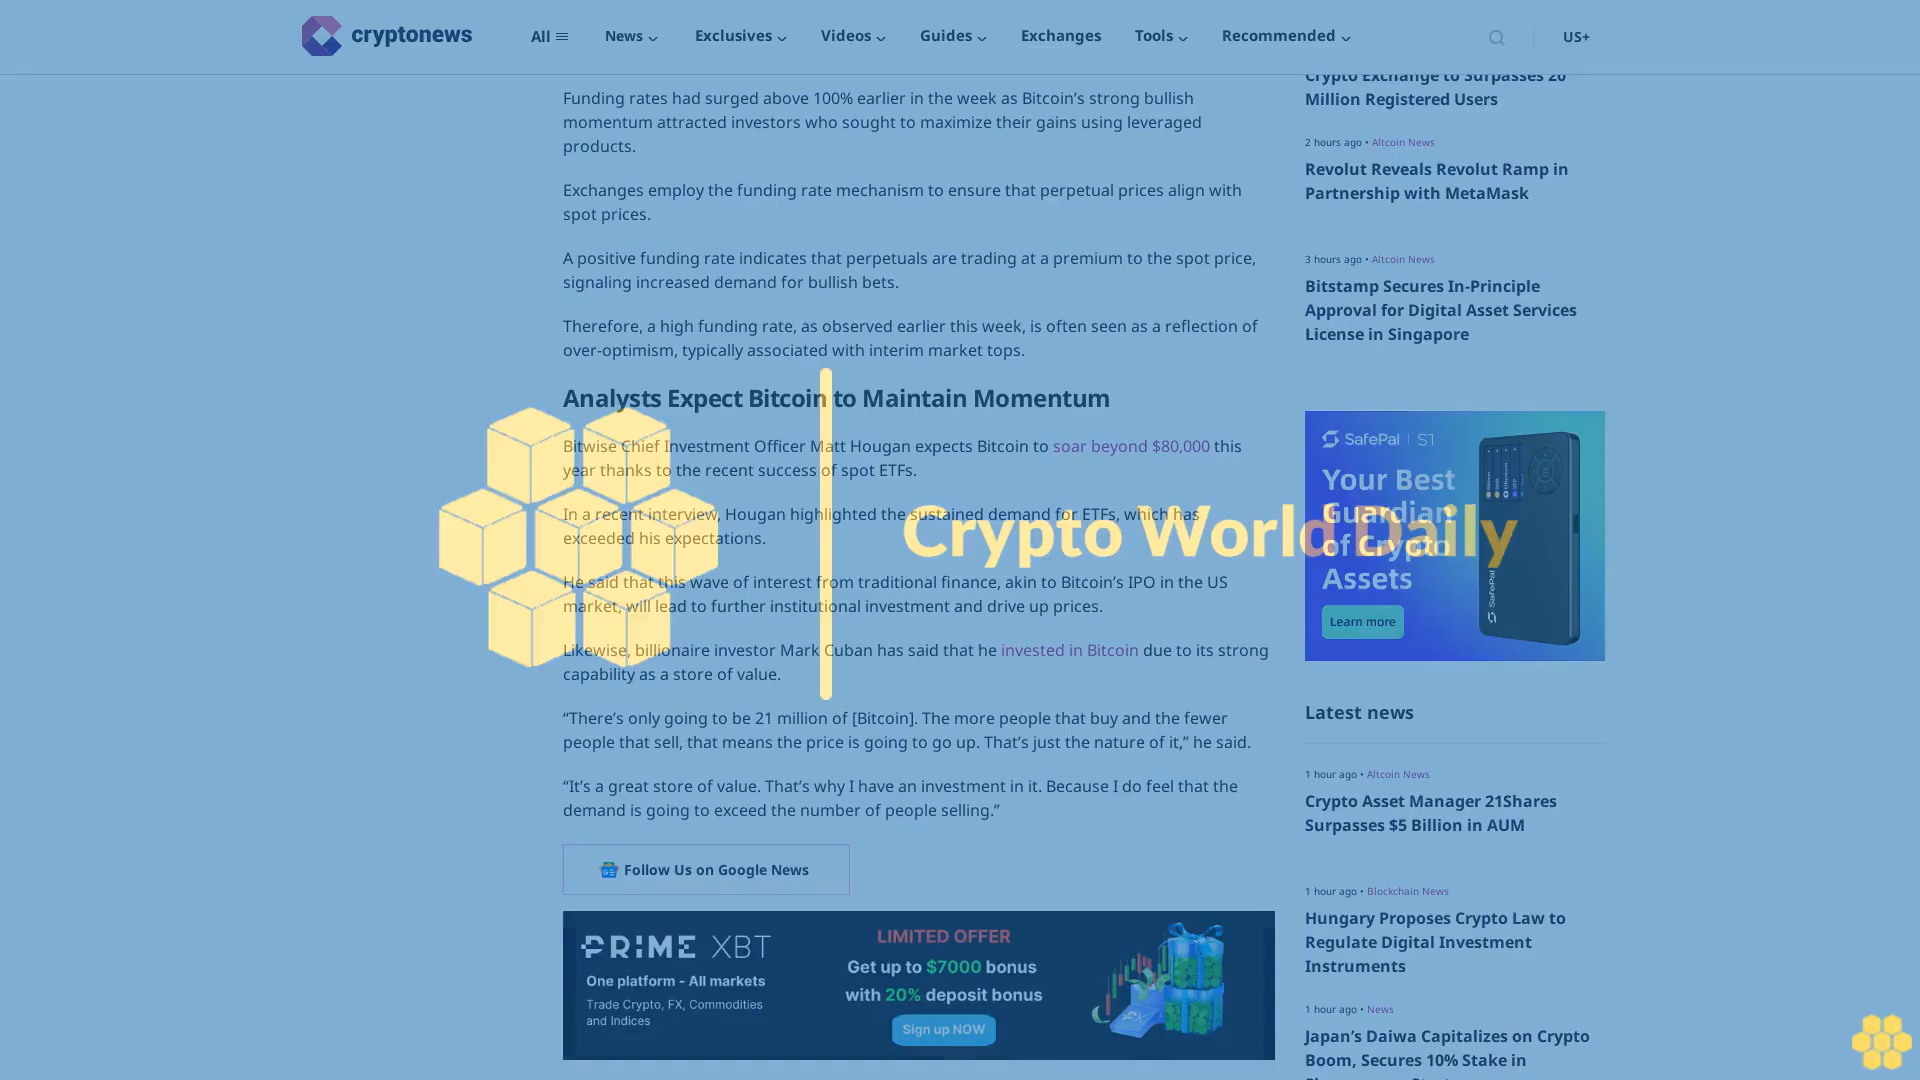 cryptonews
All
News
Exclusives
Videos
Guides
Exchanges
Tools
Recommended
US+
Funding rates had surged above 100% earlier in the week as Bitcoin’s strong bullish
momentum attracted investors who sought to maximize their gains using leveraged
products.
Exchanges employ the funding rate mechanism to ensure that perpetual prices align with
spot prices.
A positive funding rate indicates that perpetuals are trading at a premium to the spot price,
signaling increased demand for bullish bets.
Therefore, a high funding rate, as observed earlier this week, is often seen as a reflection of
over-optimism, typically associated with interim market tops.
Analysts Expect Bitcoin to Maintain Momentum
Bitwise Chief Investment Officer Matt Hougan expects Bitcoin to soar beyond $80,000 this
year thanks to the recent success of spot ETFs.
In a recent interview, Hougan highlighted the sustained demand for ETFs, which has
exceeded his expectations.
He said that this wave of interest from traditional finance, akin to Bitcoin’s IPO in the US
market, will lead to further institutional investment and drive up prices.
Likewise, billionaire investor Mark Cuban has said that he invested in Bitcoin due to its strong
capability as a store of value.
“There’s only going to be 21 million of [Bitcoin]. The more people that buy and the fewer
people that sell, that means the price is going to go up. That’s just the nature of it,” he said.
“It’s a great store of value. That’s why I have an investment in it. Because I do feel that the
demand is going to exceed the number of people selling.”
Follow Us on Google News
PRIME XBT
One platform - All markets
Trade Crypto, FX, Commodities
and Indices
LIMITED OFFER
Get up to $7000 bonus
with 20% deposit bonus
Sign up NOW
Crypto World Daily
Crypto Exchange to Surpasses 20
Million Registered Users
2 hours ago • Altcoin News
Revolut Reveals Revolut Ramp in
Partnership with MetaMask
3 hours ago • Altcoin News
Bitstamp Secures In-Principle
Approval for Digital Asset Services
License in Singapore
SafePal | S1
Your Best
Guardian
of Crypto
Assets
Learn more
SafePal
Latest news
1 hour ago • Altcoin News
Crypto Asset Manager 21Shares
Surpasses $5 Billion in AUM
1 hour ago • Blockchain News
Hungary Proposes Crypto Law to
Regulate Digital Investment
Instruments
1 hour ago • News
Japan’s Daiwa Capitalizes on Crypto
Boom, Secures 10% Stake in